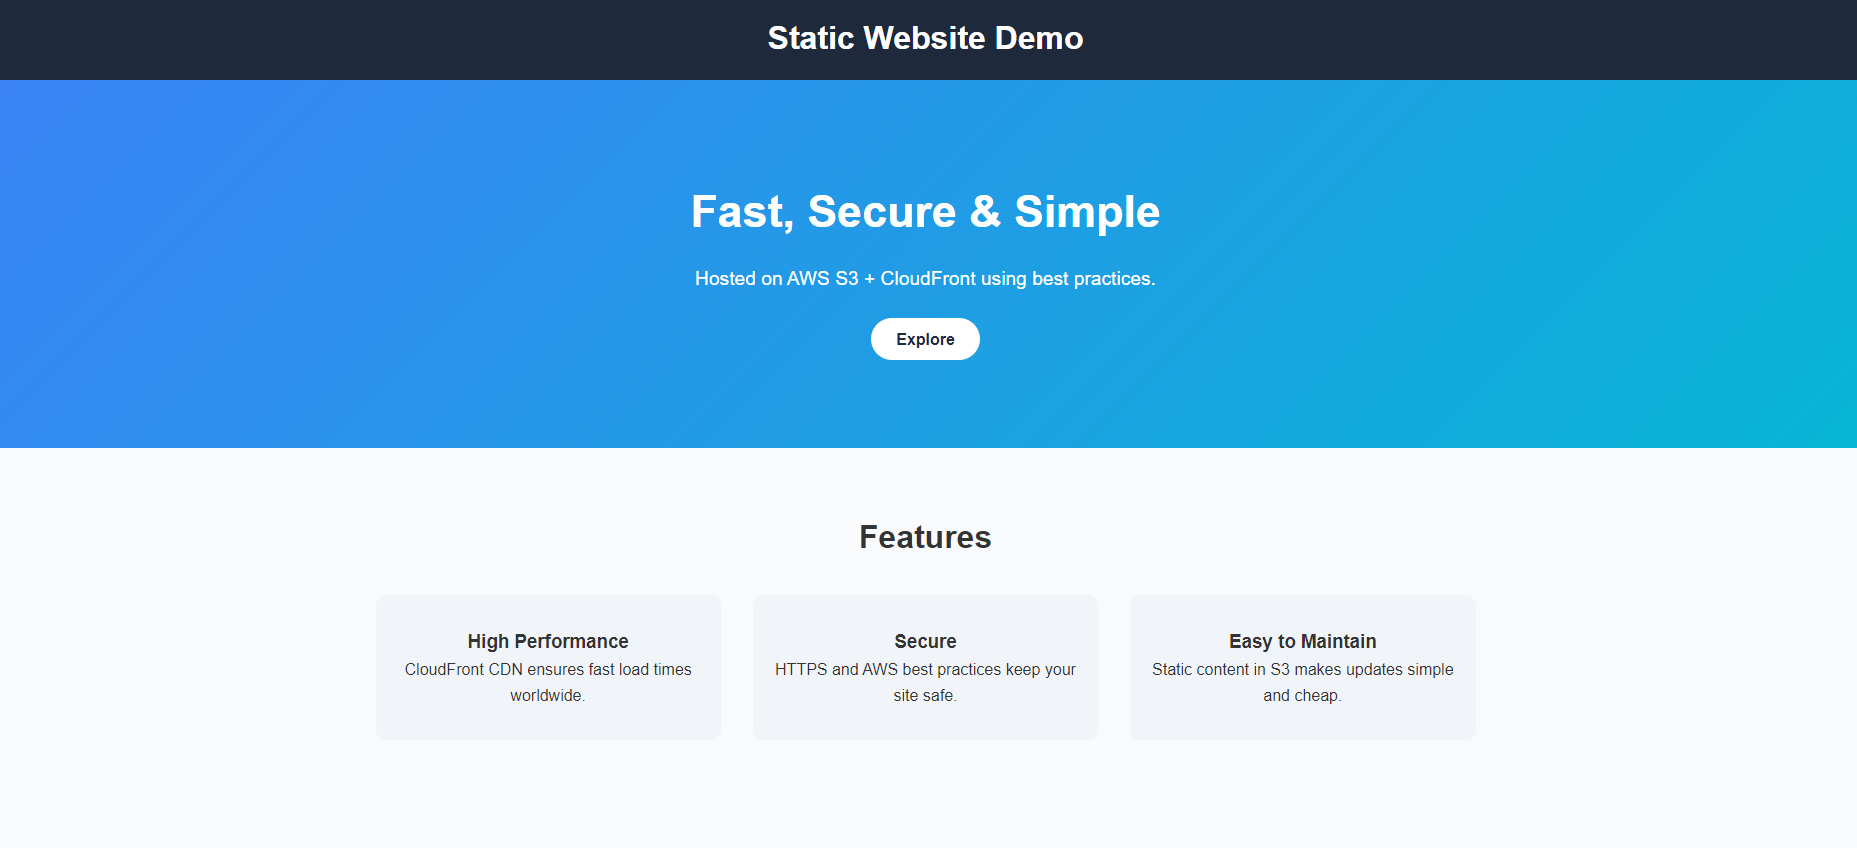 Static Website Demo
Fast, Secure & Simple
Hosted on AWS S3 + CloudFront using best practices.
Explore
Features
High Performance
CloudFront CDN ensures fast load times
worldwide.
Secure
HTTPS and AWS best practices keep your
site safe.
Easy to Maintain
Static content in S3 makes updates simple
and cheap.